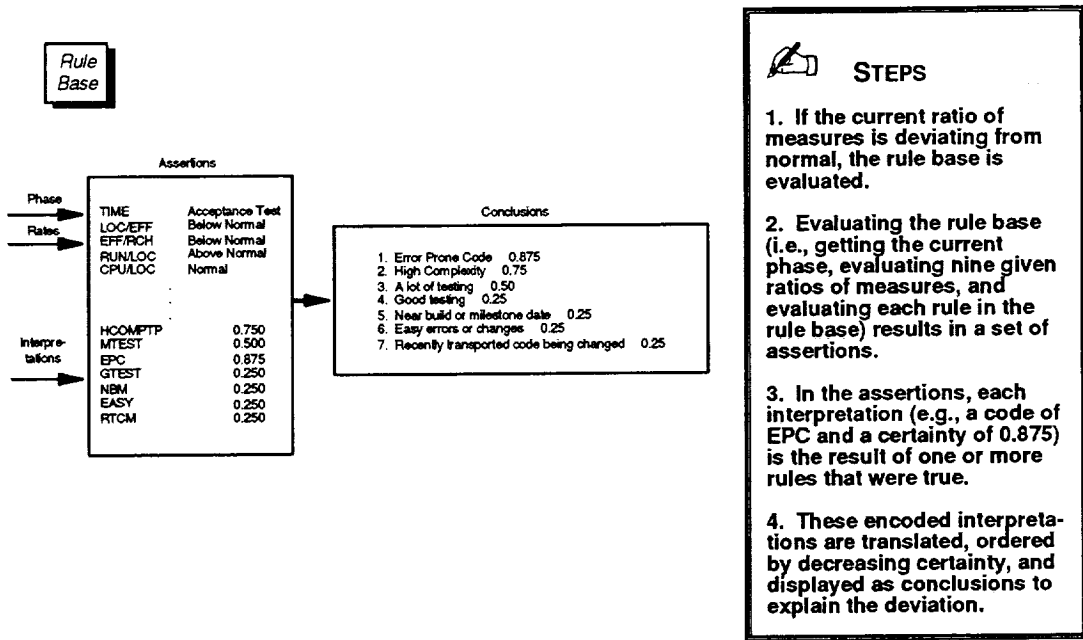 Rule
Base
Assertions
Phase
Rates
TIME Acceptance Test
LOC/EFF Below Normal
EFF/RCH Below Normal
RUN/LOC Above Normal
CPU/LOC Normal
.
.
.
Interpre-
tations
HCOMPTP 0.750
MTEST 0.500
EPC 0.875
GTEST 0.250
NBM 0.250
EASY 0.250
RTCM 0.250
Conclusions
1. Error Prone Code 0.875
2. High Complexity 0.75
3. A lot of testing 0.50
4. Good testing 0.25
5. Near build or milestone date 0.25
6. Easy errors or changes 0.25
7. Recently transported code being changed 0.25
STEPS
1. If the current ratio of
measures is deviating from
normal, the rule base is
evaluated.
2. Evaluating the rule base
(i.e., getting the current
phase, evaluating nine given
ratios of measures, and
evaluating each rule in the
rule base) results in a set of
assertions.
3. In the assertions, each
interpretation (e.g., a code of
EPC and a certainty of 0.875)
is the result of one or more
rules that were true.
4. These encoded interpreta-
tions are translated, ordered
by decreasing certainty, and
displayed as conclusions to
explain the deviation.